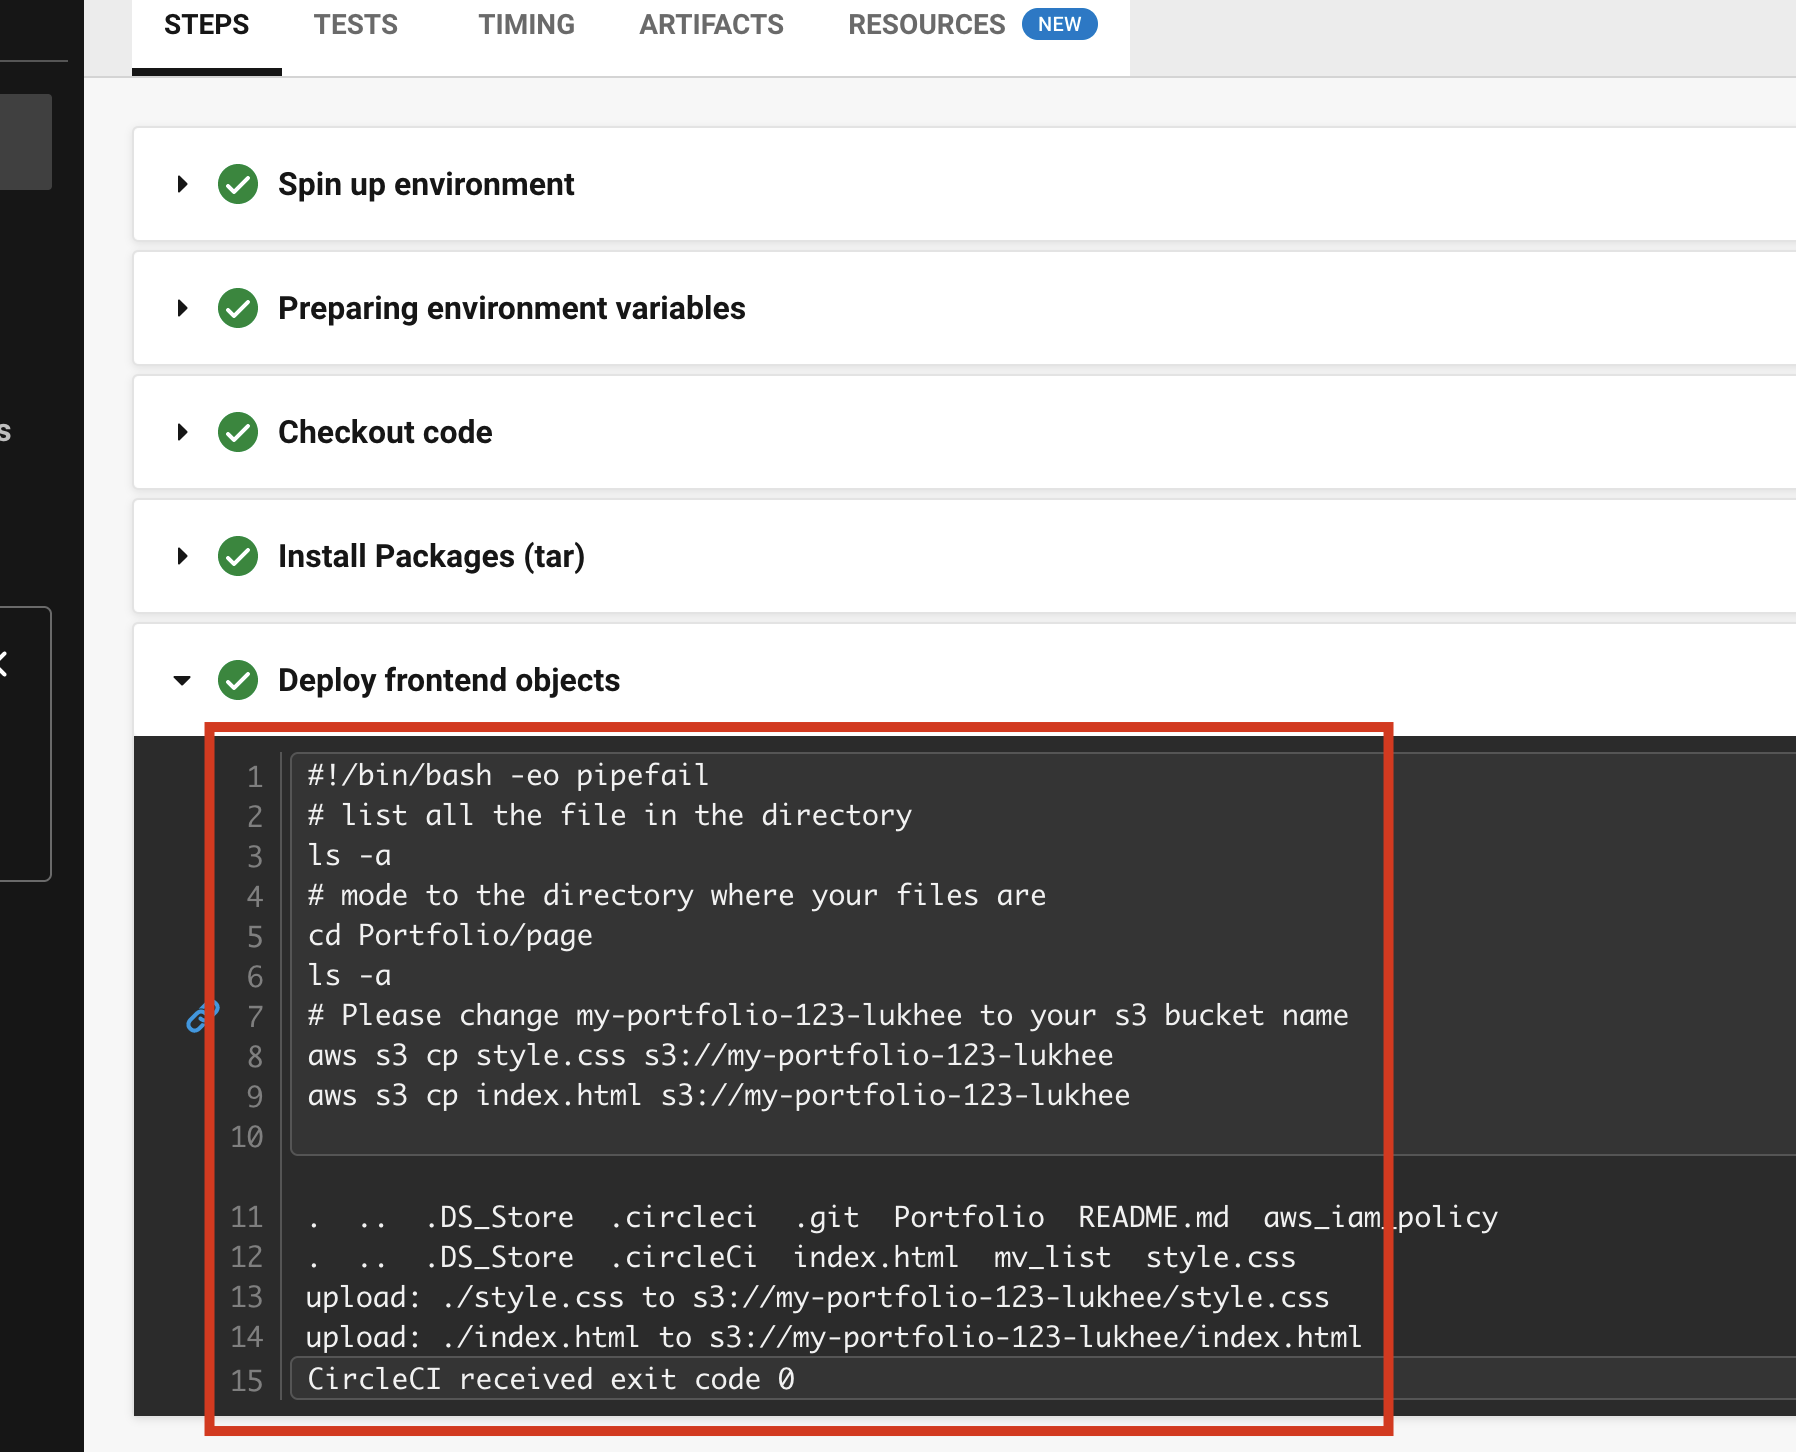 STEPS TESTS TIMING ARTIFACTS RESOURCES NEW
Spin up environment
Preparing environment variables
s
Checkout code
Install Packages (tar)
Deploy frontend objects
1 #!/bin/bash -eo pipefail
2 # list all the file in the directory
3 ls -a
4 # mode to the directory where your files are
5 cd Portfolio/page
6 ls -a
7 # Please change my-portfolio-123-lukhee to your s3 bucket name
8 aws s3 cp style.css s3://my-portfolio-123-lukhee
9 aws s3 cp index.html s3://my-portfolio-123-lukhee
10
11 . .. .DS_Store .circleci .git Portfolio README.md aws_iam_policy
12 . .. .DS_Store .circleCi index.html mv_list style.css
13 upload: ./style.css to s3://my-portfolio-123-lukhee/style.css
14 upload: ./index.html to s3://my-portfolio-123-lukhee/index.html
15 CircleCI received exit code 0